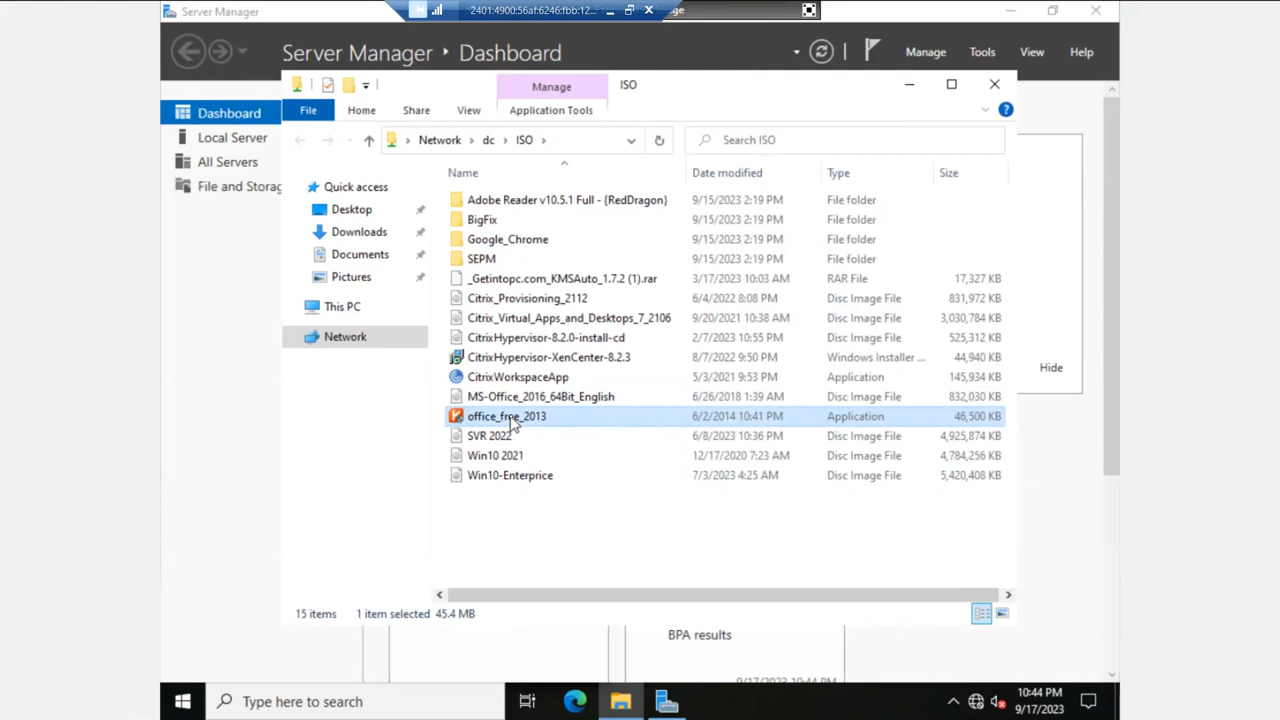 Server Manager
2401:4900:56af:6246:fbb:12...
ge
Server Manager
Dashboard
Manage
Tools
View
Help
Manage
ISO
File
Home
Share
View
Application Tools
Network
dc
ISO
Search ISO
Name
Date modified
Type
Size
Dashboard
Local Server
All Servers
File and Storag
Quick access
Desktop
Downloads
Documents
Pictures
This PC
Network
Adobe Reader v10.5.1 Full - {RedDragon} 9/15/2023 2:19 PM File folder
BigFix 9/15/2023 2:19 PM File folder
Google_Chrome 9/15/2023 2:19 PM File folder
SEPM 9/15/2023 2:19 PM File folder
_Getintopc.com_KMSAuto_1.7.2 (1).rar 3/17/2023 10:03 AM RAR File 17,327 KB
Citrix_Provisioning_2112 6/4/2022 8:08 PM Disc Image File 831,972 KB
Citrix_Virtual_Apps_and_Desktops_7_2106 9/20/2021 10:38 AM Disc Image File 3,030,784 KB
CitrixHypervisor-8.2.0-install-cd 2/7/2023 10:55 PM Disc Image File 525,312 KB
CitrixHypervisor-XenCenter-8.2.3 8/7/2022 9:50 PM Windows Installer ... 44,940 KB
CitrixWorkspaceApp 5/3/2021 9:53 PM Application 145,934 KB
MS-Office_2016_64Bit_English 6/26/2018 1:39 AM Disc Image File 832,030 KB
office_free_2013 6/2/2014 10:41 PM Application 46,500 KB
SVR 2022 6/8/2023 10:36 PM Disc Image File 4,925,874 KB
Win10 2021 12/17/2020 7:23 AM Disc Image File 4,784,256 KB
Win10-Enterprice 7/3/2023 4:25 AM Disc Image File 5,420,408 KB
Hide
15 items 1 item selected 45.4 MB
BPA results
9/17/2023 10:44 PM
Type here to search
10:44 PM
9/17/2023